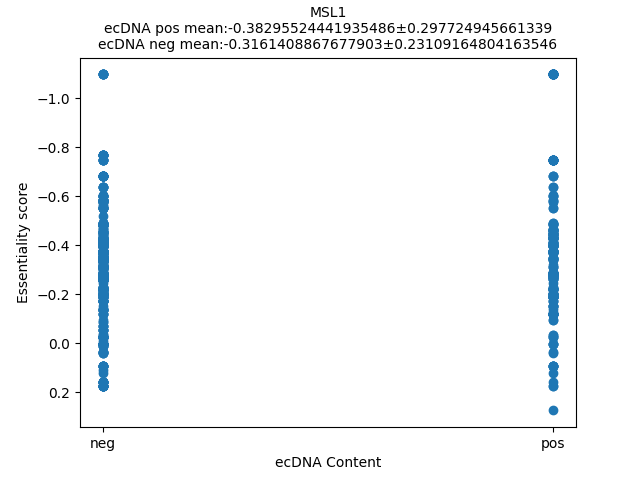 MSL1
ecDNA pos mean:-0.38295524441935486±0.297724945661339
ecDNA neg mean:-0.3161408867677903±0.23109164804163546
−1.0
−0.8
−0.6
−0.4
−0.2
0.0
0.2
Essentiality score
neg
pos
ecDNA Content